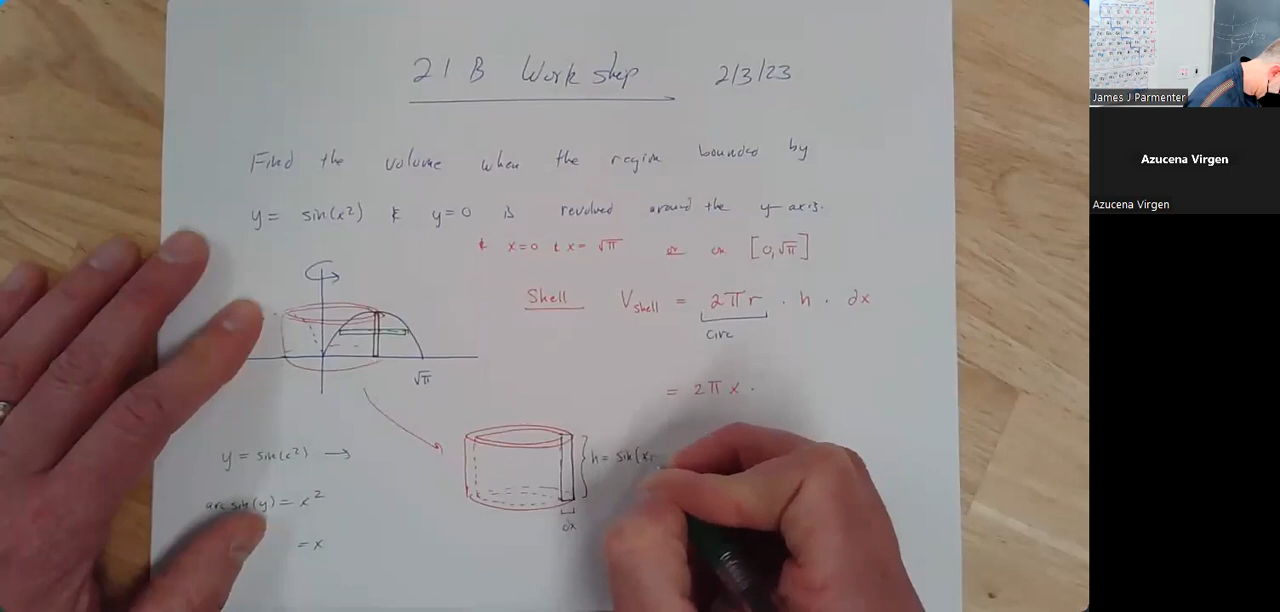 21B Workshop 2/3/23
Find the volume when the region bounded by
y = sin(x²) & y=0 is revolved around the y-axis.
& x=0 & x=√π or on [0,√π]
Shell V shell = 2πr · h · dx
circ
√π
= 2πx ·
y = sin(x²) →
h = sin(x
arcsin(y) = x²
dx
= x
James J Parmenter
Azucena Virgen
Azucena Virgen